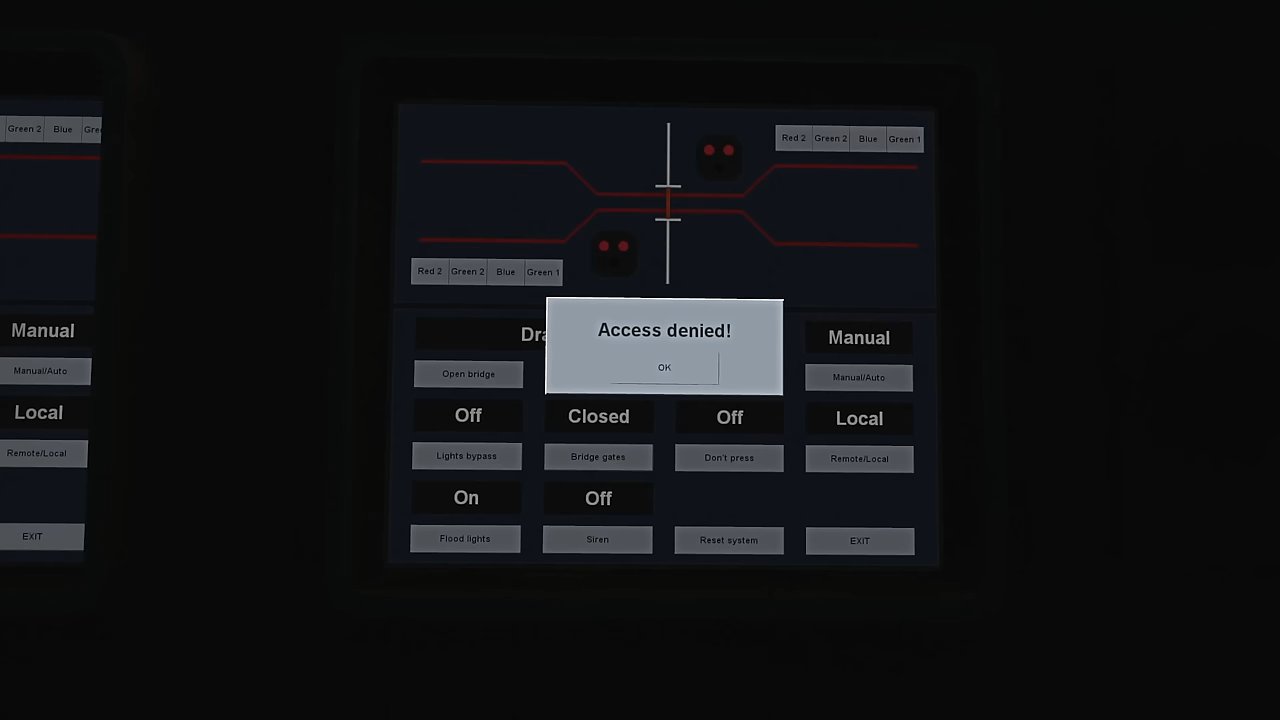 Green 2 Blue
Red 2 Green 2 Blue Green 1
Red 2 Green 2 Blue Green 1
Access denied!
OK
Manual
Manual
Open bridge
Manual/Auto
Manual/Auto
Off Closed Off Local
Local
Lights bypass Bridge gates Don't press Remote/Local
Remote/Local
On Off
Flood lights Siren Reset system EXIT
EXIT